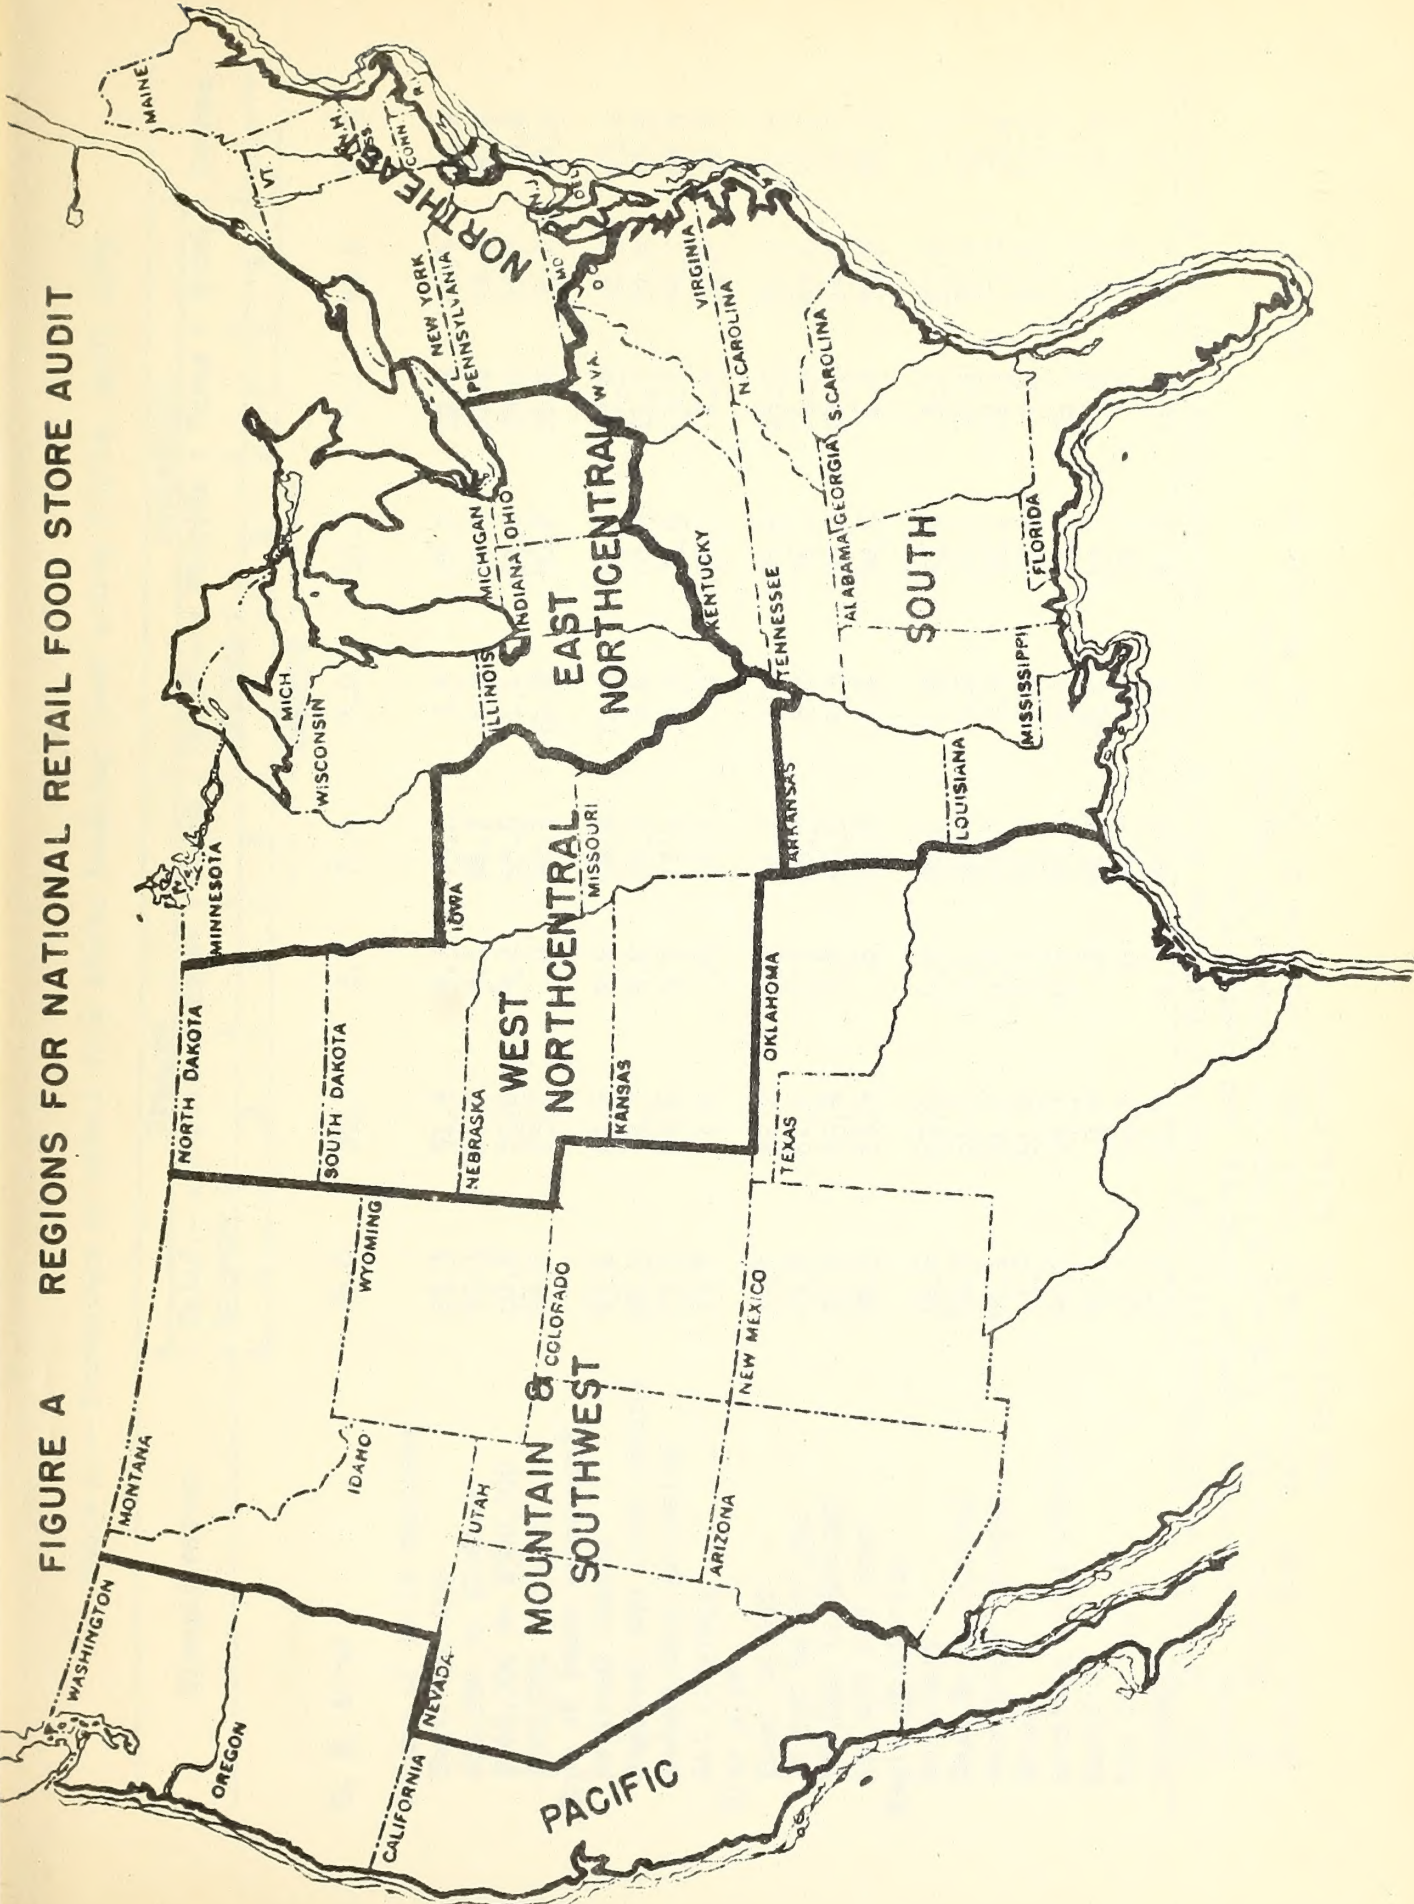 FIGURE A REGIONS FOR NATIONAL RETAIL FOOD STORE AUDIT
WASHINGTON
MONTANA
NORTH DAKOTA
MINNESOTA
MAINE
OREGON
IDAHO
WYOMING
SOUTH DAKOTA
WISCONSIN
MICH.
VT.
N.H.
CONN.
R.I.
CALIFORNIA
NEVADA
UTAH
COLORADO
NEBRASKA
IOWA
ILLINOIS
INDIANA
MICHIGAN
OHIO
PENNSYLVANIA
NEW YORK
N.J.
DEL.
MD.
NORTHEAST
PACIFIC
MOUNTAIN &
SOUTHWEST
WEST
NORTHCENTRAL
EAST
NORTHCENTRAL
KANSAS
MISSOURI
KENTUCKY
W.VA.
VIRGINIA
ARIZONA
NEW MEXICO
TEXAS
OKLAHOMA
ARKANSAS
TENNESSEE
N.CAROLINA
S.CAROLINA
GEORGIA
ALABAMA
SOUTH
LOUISIANA
MISSISSIPPI
FLORIDA